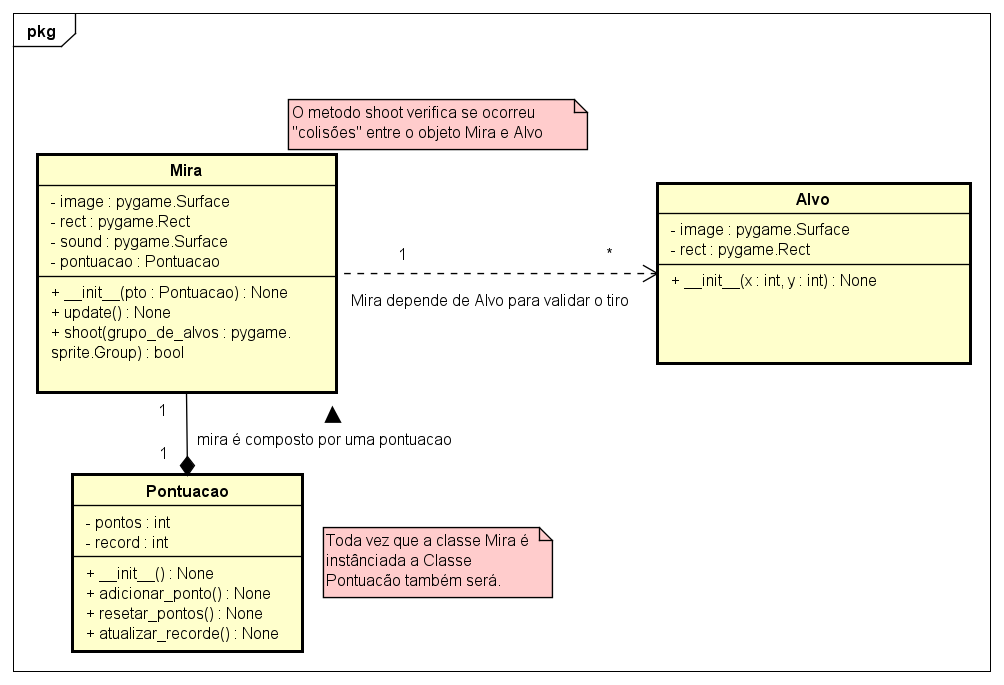 pkg
O metodo shoot verifica se ocorreu
"colisões" entre o objeto Mira e Alvo
Mira
- image : pygame.Surface
- rect : pygame.Rect
- sound : pygame.Surface
- pontuacao : Pontuacao
+ __init__(pto : Pontuacao) : None
+ update() : None
+ shoot(grupo_de_alvos : pygame.
sprite.Group) : bool
1
*
Mira depende de Alvo para validar o tiro
Alvo
- image : pygame.Surface
- rect : pygame.Rect
+ __init__(x : int, y : int) : None
1
mira é composto por uma pontuacao
1
Pontuacao
- pontos : int
- record : int
+ __init__() : None
+ adicionar_ponto() : None
+ resetar_pontos() : None
+ atualizar_recorde() : None
Toda vez que a classe Mira é
instânciada a Classe
Pontuacão também será.